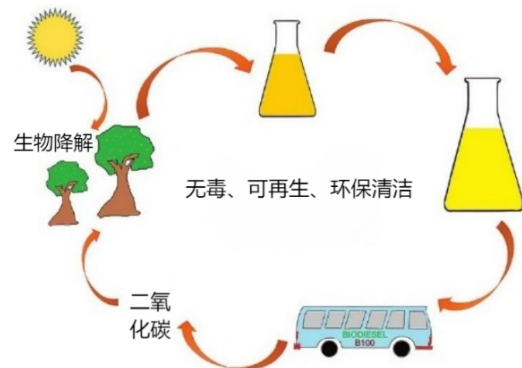 生物降解
无毒、可再生、环保清洁
二氧
化碳
BIODIESEL
B100